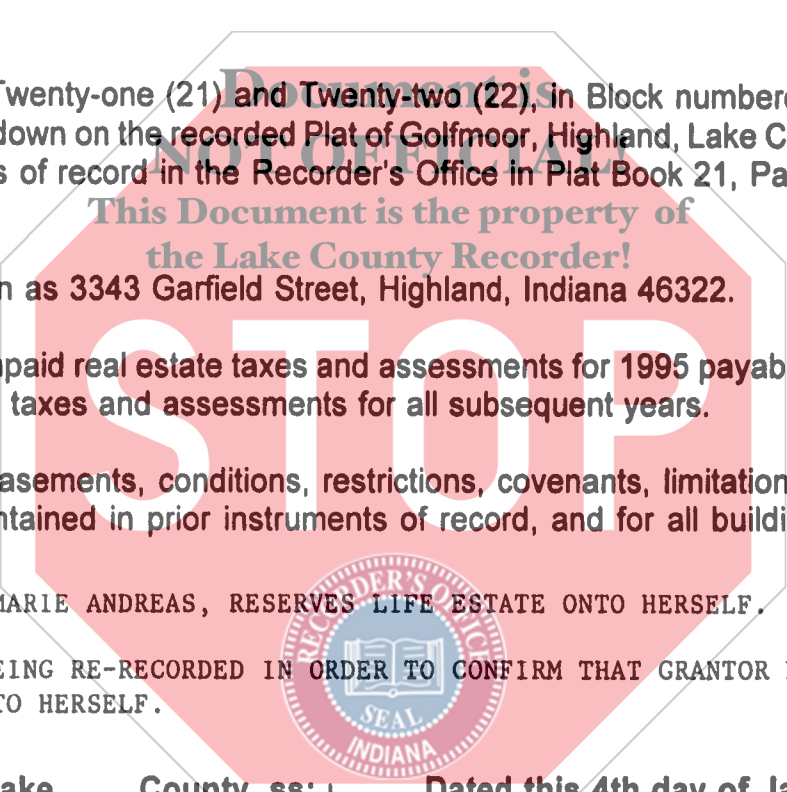 Twenty-one (21) and Twenty-two (22), in Block numbere
Document is
down on the recorded Plat of Golfmoor, Highland, Lake C
NOT OFFICIAL!
s of record in the Recorder's Office in Plat Book 21, Pa
This Document is the property of
the Lake County Recorder!
n as 3343 Garfield Street, Highland, Indiana 46322.
STOP
npaid real estate taxes and assessments for 1995 payab
taxes and assessments for all subsequent years.
asements, conditions, restrictions, covenants, limitation
ntained in prior instruments of record, and for all buildi
RECORDER'S OFFICE
MARIE ANDREAS, RESERVES LIFE ESTATE ONTO HERSELF.
EING RE-RECORDED IN ORDER TO CONFIRM THAT GRANTOR
TO HERSELF.
SEAL
INDIANA
ake County, ss: Dated this 4th day of Ja